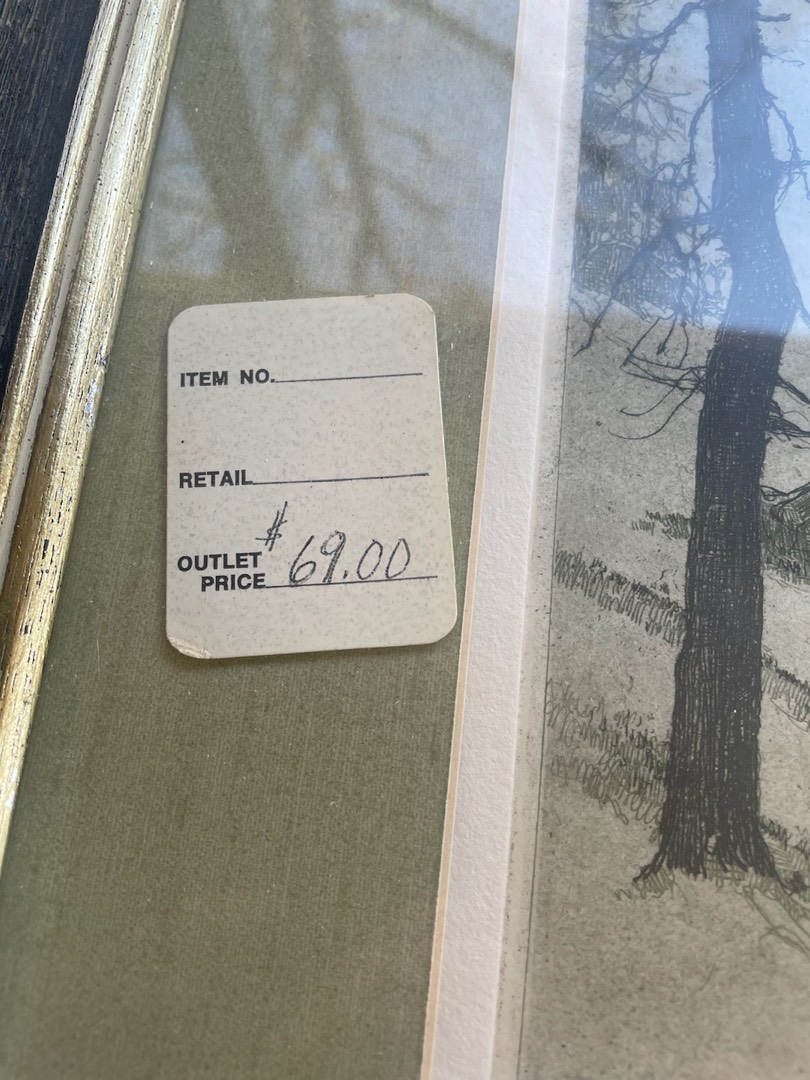 ITEM NO.
RETAIL
OUTLET PRICE $69.00